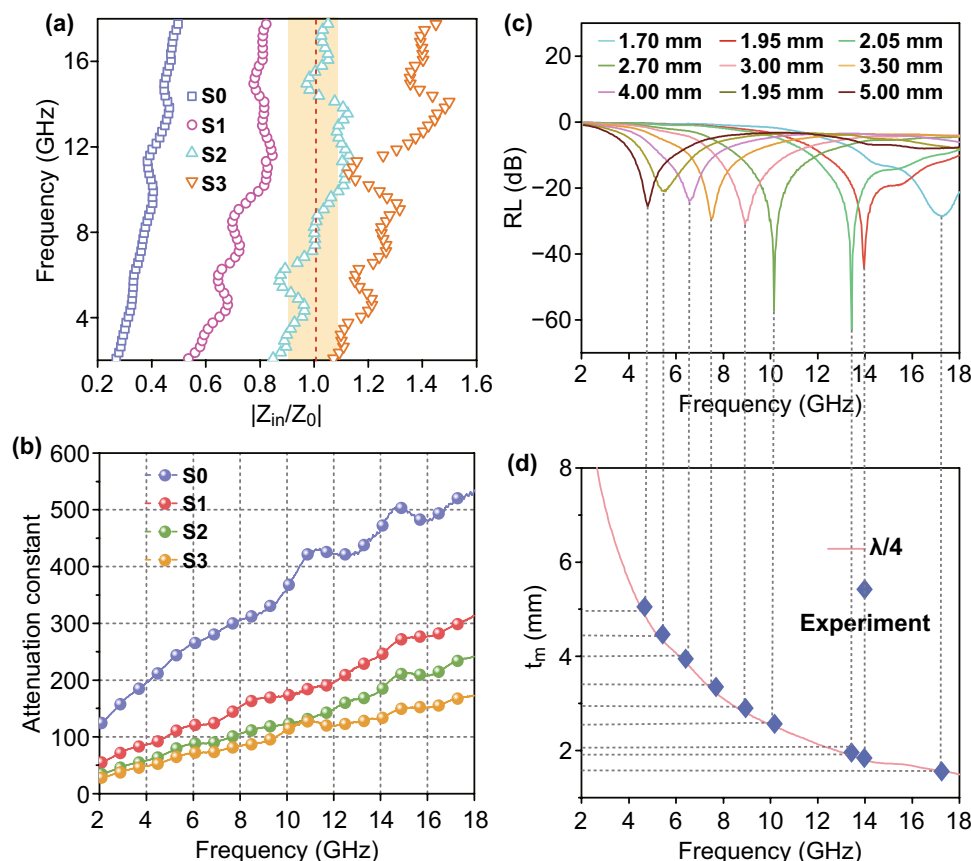 (a)
16
12
8
4
Frequency (GHz)
S0
S1
S2
S3
0.2 0.4 0.6 0.8 1.0 1.2 1.4 1.6
|Zin/Z0|
(c)
1.70 mm 1.95 mm 2.05 mm
2.70 mm 3.00 mm 3.50 mm
4.00 mm 1.95 mm 5.00 mm
20
0
−20
−40
−60
RL (dB)
2 4 6 8 10 12 14 16 18
Frequency (GHz)
(b)
600
500
400
300
200
100
0
Attenuation constant
S0
S1
S2
S3
2 4 6 8 10 12 14 16 18
Frequency (GHz)
(d)
8
6
4
2
tm (mm)
λ/4
Experiment
2 4 6 8 10 12 14 16 18
Frequency (GHz)